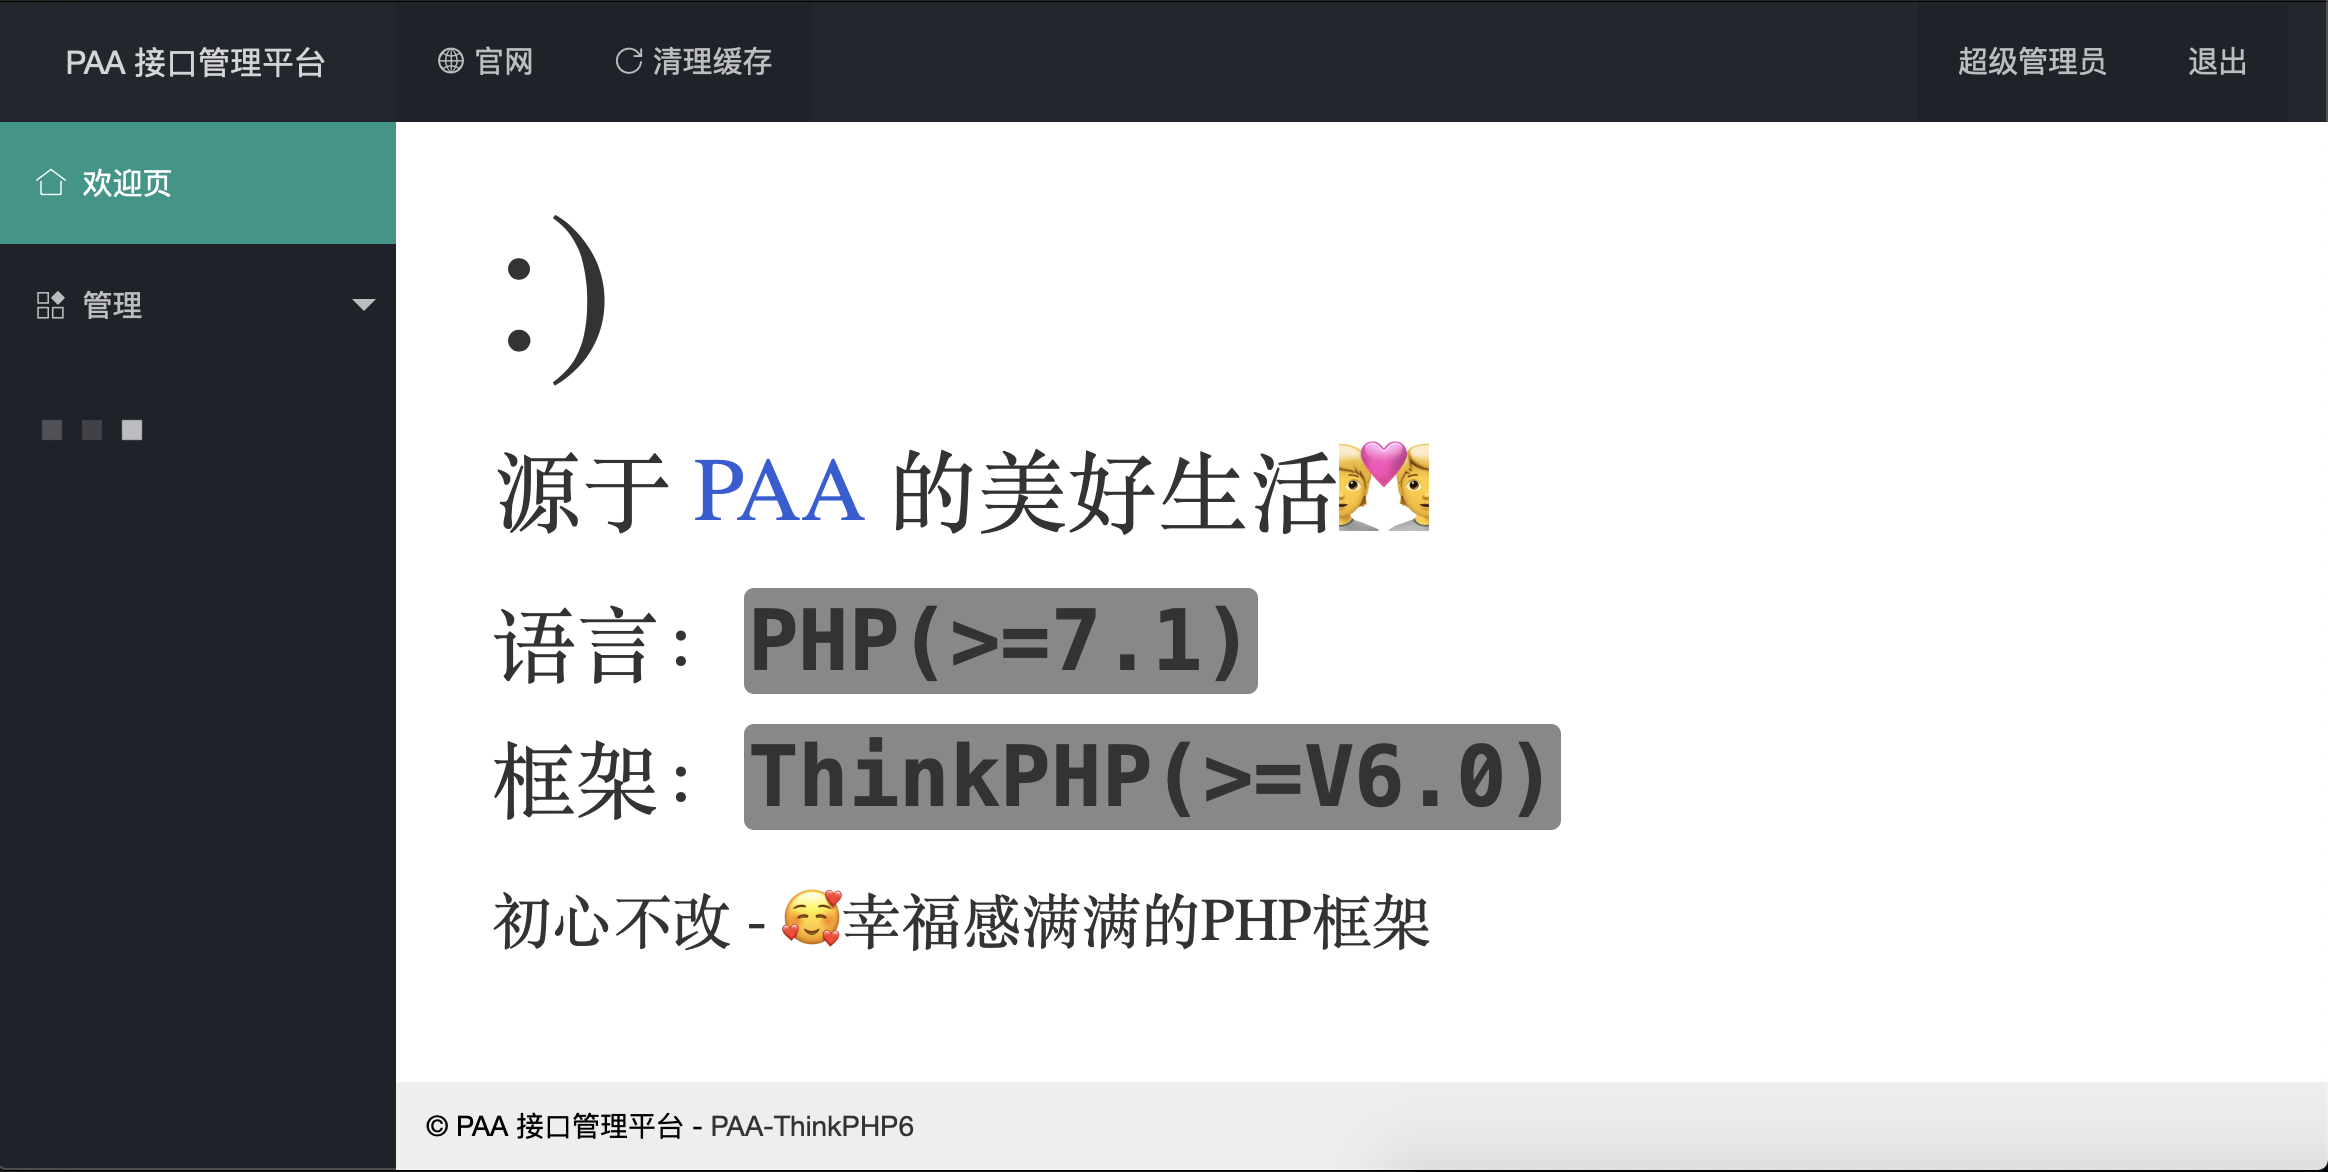 PAA 接口管理平台
官网
清理缓存
超级管理员
退出
欢迎页
管理
:)
源于 PAA 的美好生活💑
语言： PHP(>=7.1)
框架： ThinkPHP(>=V6.0)
初心不改 - 🥰幸福感满满的PHP框架
© PAA 接口管理平台 - PAA-ThinkPHP6